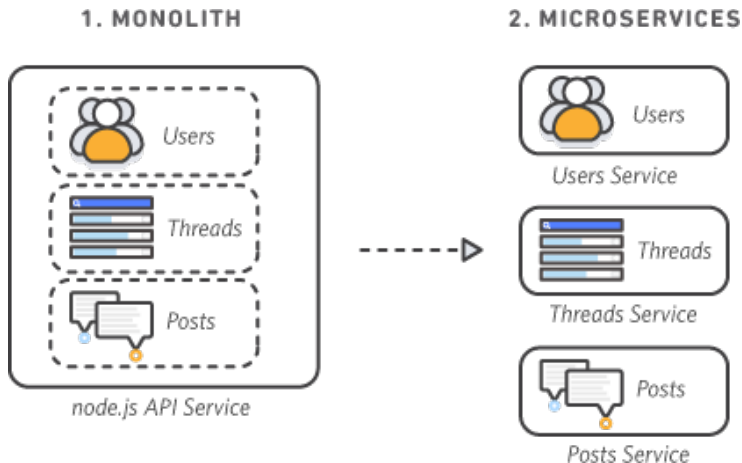 1. MONOLITH
Users
Threads
Posts
node.js API Service
2. MICROSERVICES
Users
Users Service
Threads
Threads Service
Posts
Posts Service